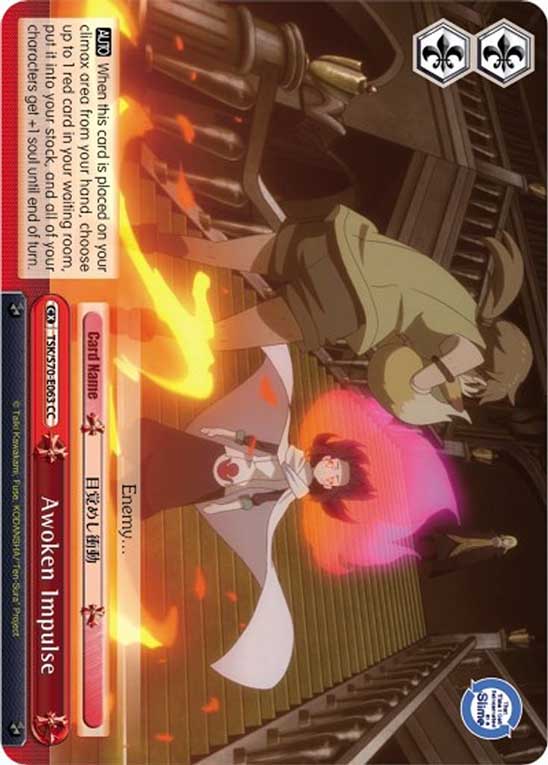 AUTO When this card is placed on your
climax area from your hand, choose
up to 1 red card in your waiting room,
put it into your stock, and all of your
characters get +1 soul until end of turn.
Enemy...
Card Name
目覚めし衝動
CX
TSK/S70-E063 CC
Awoken Impulse
© Taiki Kawakami, Fuse, KODANSHA/"Ten-Sura" Project
That
Time I Got
Reincarnated
as a
Slime